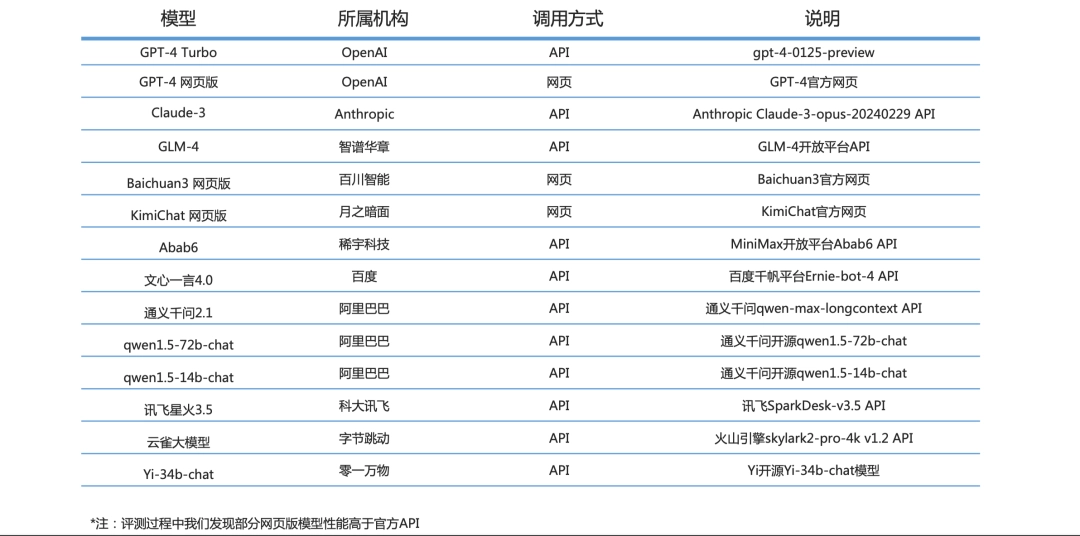 模型 所属机构 调用方式 说明
GPT-4 Turbo OpenAI API gpt-4-0125-preview
GPT-4 网页版 OpenAI 网页 GPT-4官方网页
Claude-3 Anthropic API Anthropic Claude-3-opus-20240229 API
GLM-4 智谱华章 API GLM-4开放平台API
Baichuan3 网页版 百川智能 网页 Baichuan3官方网页
KimiChat 网页版 月之暗面 网页 KimiChat官方网页
Abab6 稀宇科技 API MiniMax开放平台Abab6 API
文心一言4.0 百度 API 百度千帆平台Ernie-bot-4 API
通义千问2.1 阿里巴巴 API 通义千问qwen-max-longcontext API
qwen1.5-72b-chat 阿里巴巴 API 通义千问开源qwen1.5-72b-chat
qwen1.5-14b-chat 阿里巴巴 API 通义千问开源qwen1.5-14b-chat
讯飞星火3.5 科大讯飞 API 讯飞SparkDesk-v3.5 API
云雀大模型 字节跳动 API 火山引擎skylark2-pro-4k v1.2 API
Yi-34b-chat 零一万物 API Yi开源Yi-34b-chat模型
*注：评测过程中我们发现部分网页版模型性能高于官方API